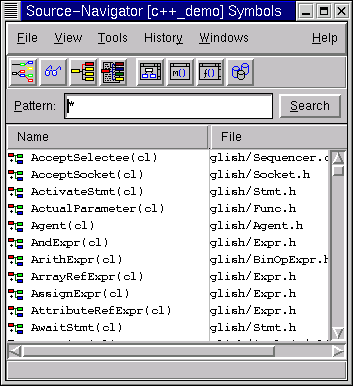 Source-Navigator [c++_demo] Symbols
File View Tools History Windows Help
M() f()
Pattern: * Search
Name File
AcceptSelectee(cl) glish/Sequencer.
AcceptSocket(cl) glish/Socket.h
ActivateStmt(cl) glish/Stmt.h
ActualParameter(cl) glish/Func.h
Agent(cl) glish/Agent.h
AndExpr(cl) glish/Expr.h
ArithExpr(cl) glish/BinOpExpr.h
ArrayRefExpr(cl) glish/Expr.h
AssignExpr(cl) glish/Expr.h
AttributeRefExpr(cl) glish/Expr.h
AwaitStmt(cl) glish/Stmt.h